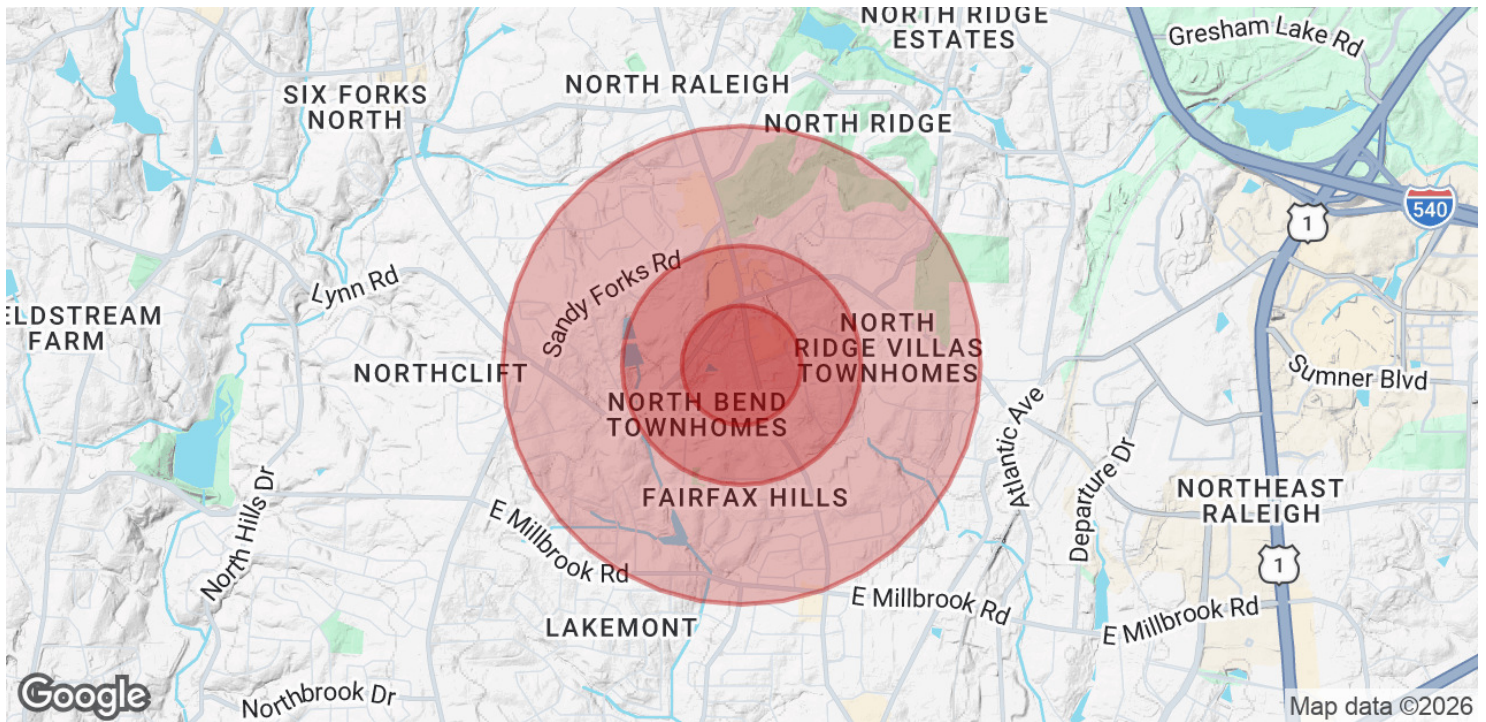 NORTH RIDGE
ESTATES
Gresham Lake Rd
NORTH RALEIGH
SIX FORKS
NORTH
NORTH RIDGE
540
1
Sandy Forks Rd
Lynn Rd
ELDSTREAM
FARM
NORTH
RIDGE VILLAS
TOWNHOMES
NORTHCLIFT
Sumner Blvd
NORTH BEND
TOWNHOMES
Atlantic Ave
Departure Dr
NORTHEAST
RALEIGH
FAIRFAX HILLS
North Hills Dr
E Millbrook Rd
1
E Millbrook Rd
E Millbrook Rd
LAKEMONT
Northbrook Dr
Google
Map data ©2026